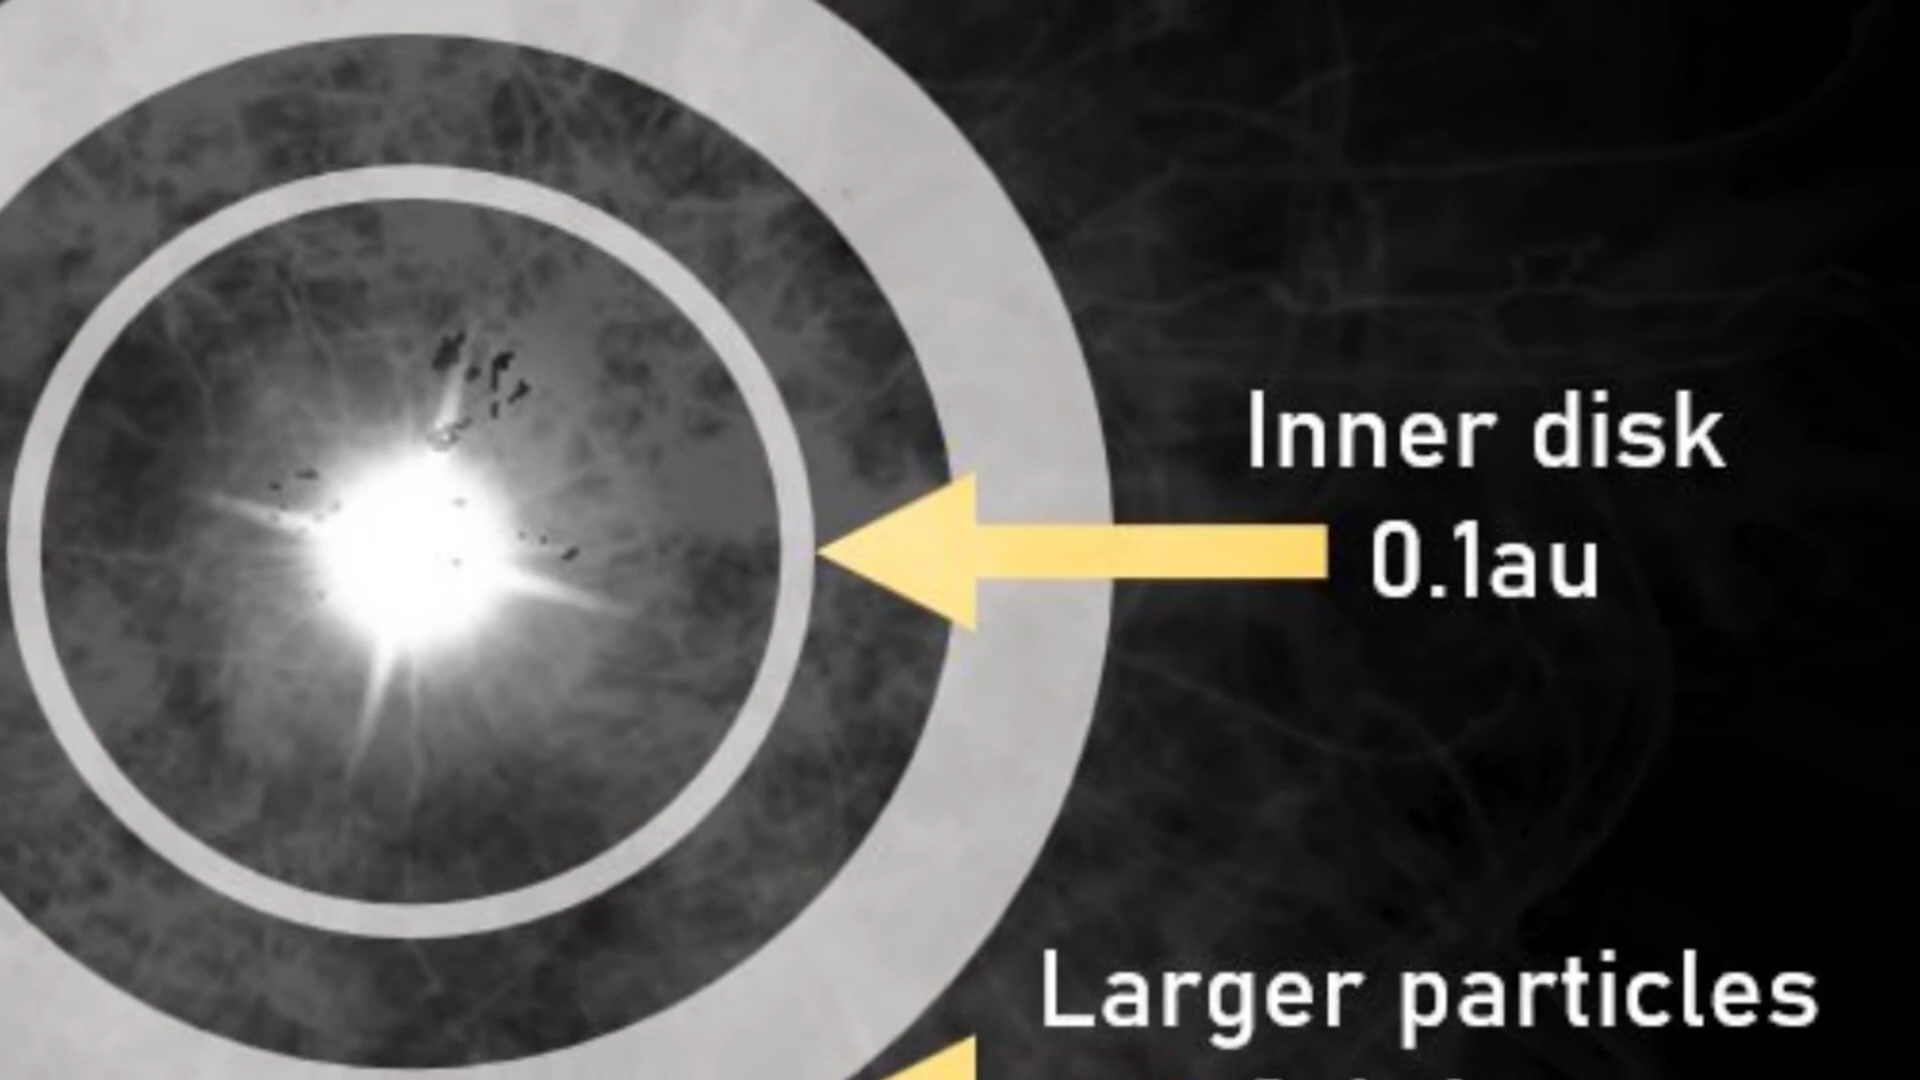 Inner disk
0.1au
Larger particles